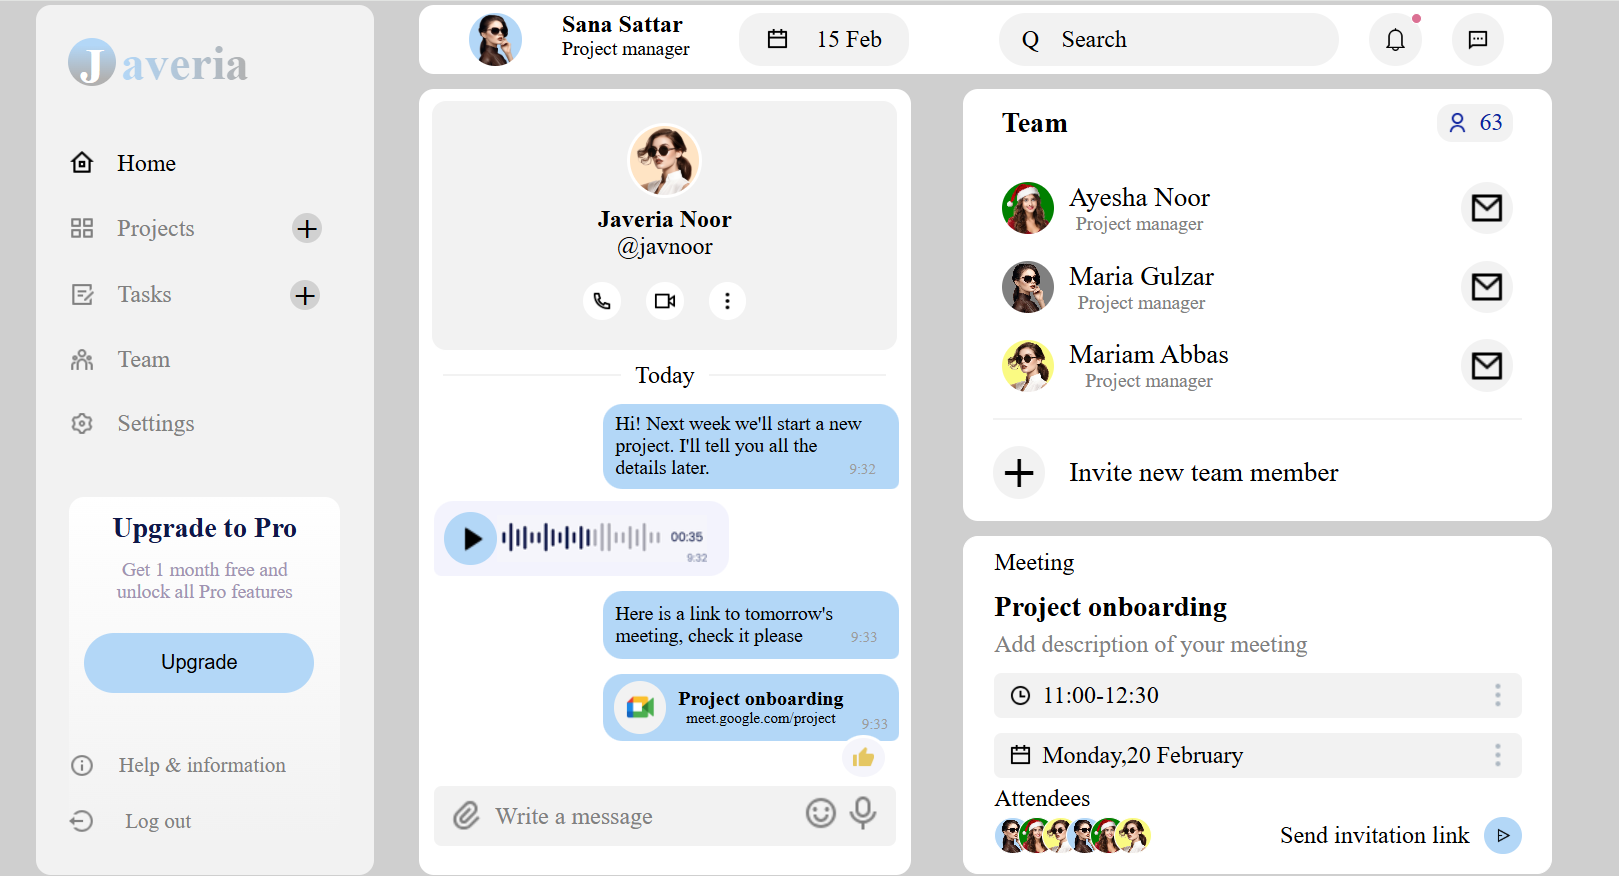 Javeria
Home
Projects
Tasks
Team
Settings
Upgrade to Pro
Get 1 month free and
unlock all Pro features
Upgrade
Help & information
Log out
Sana Sattar
Project manager
15 Feb
Q Search
Javeria Noor
@javnoor
Today
Hi! Next week we'll start a new
project. I'll tell you all the
details later. 9:32
00:35
9:32
Here is a link to tomorrow's
meeting, check it please 9:33
Project onboarding
meet.google.com/project 9:33
Write a message
Team 63
Ayesha Noor
Project manager
Maria Gulzar
Project manager
Mariam Abbas
Project manager
Invite new team member
Meeting
Project onboarding
Add description of your meeting
11:00-12:30
Monday,20 February
Attendees
Send invitation link